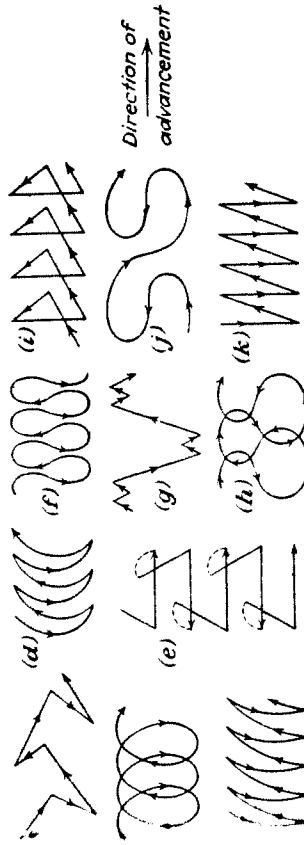 (d)
(f)
(i)
(e)
(g)
(j)
Direction of
advancement
(h)
(k)